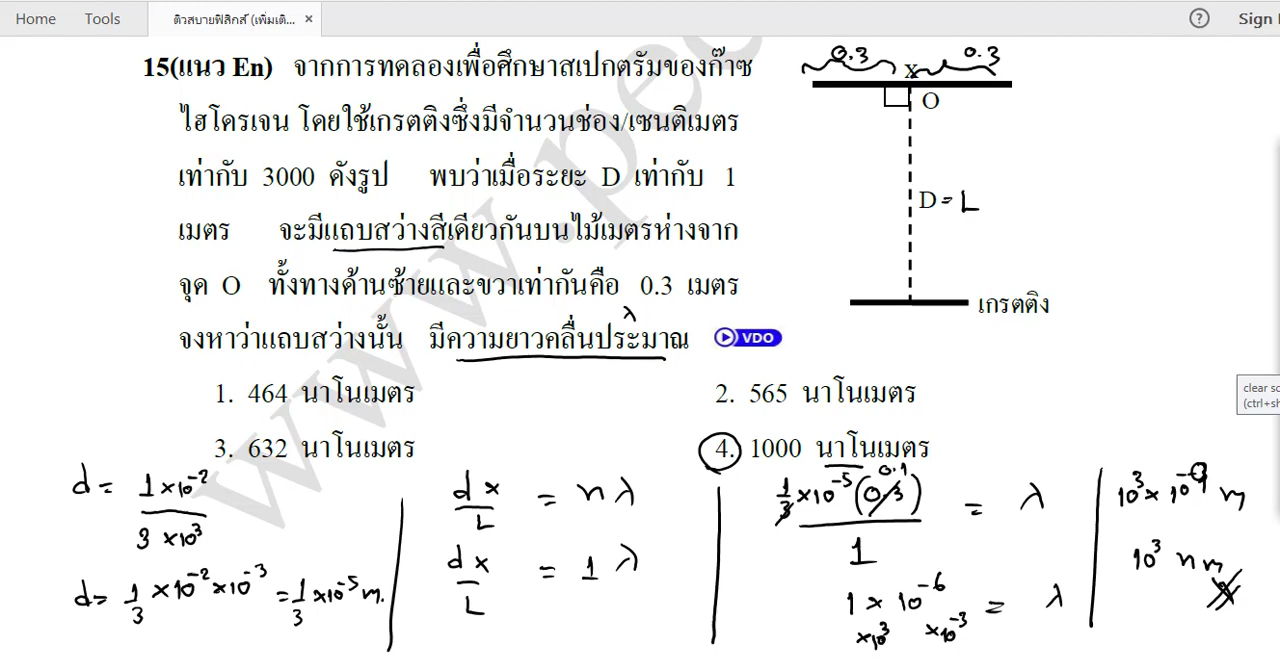 Home Tools ติวสบายฟิสิกส์ (เพิ่มเติ... × ? Sign
15(แนว En) จากการทดลองเพื่อศึกษาสเปกตรัมของก๊าซ
ไฮโดรเจน โดยใช้เกรตติงซึ่งมีจำนวนช่อง/เซนติเมตร
เท่ากับ 3000 ดังรูป พบว่าเมื่อระยะ D เท่ากับ 1
เมตร จะมีแถบสว่างสีเดียวกันบนไม้เมตรห่างจาก
จุด O ทั้งทางด้านซ้ายและขวาเท่ากันคือ 0.3 เมตร
λ
จงหาว่าแถบสว่างนั้น มีความยาวคลื่นประมาณ VDO
0.3 x 0.3
O
D = L
เกรตติง
1. 464 นาโนเมตร 2. 565 นาโนเมตร
3. 632 นาโนเมตร 4. 1000 นาโนเมตร
clear sc
(ctrl+sh
d = 1×10⁻² / 3×10³
d = 1/3 ×10⁻²×10⁻³ = 1/3 ×10⁻⁵ m.
dx/L = nλ
dx/L = 1λ
1/3 ×10⁻⁵(0.3) / 1 = λ
0.1
1 × 10⁻⁶ = λ
×10³ ×10⁻³
10³×10⁻⁹ m
10³ nm
www.pee